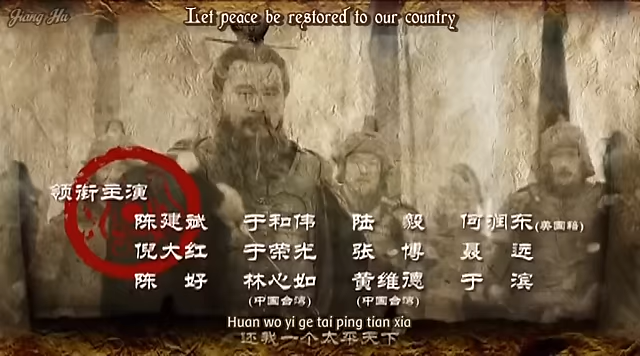 Jiang Hu
Let peace be restored to our country
领衔主演
陈建斌 于和伟 陆 毅 何润东(美国籍)
倪大红 于荣光 张 博 聂 远
陈 好 林心如 黄维德 于 滨
(中国台湾) (中国台湾)
Huan wo yi ge tai ping tian xia
还我一个太平天下